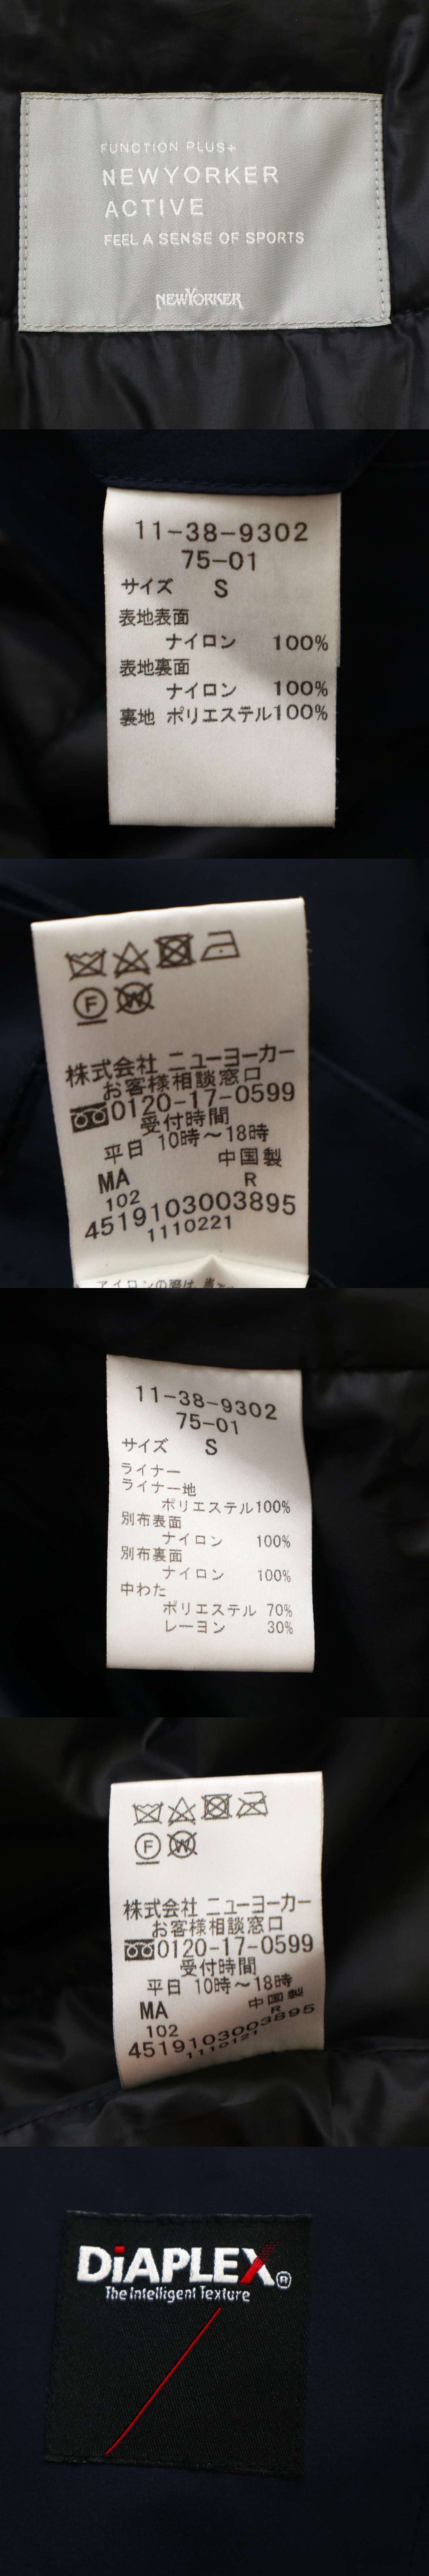 FUNCTION PLUS+
NEWYORKER
ACTIVE
FEEL A SENSE OF SPORTS
NEWYORKER
11-38-9302
75-01
サイズ S
表地表面
ナイロン 100%
表地裏面
ナイロン 100%
裏地 ポリエステル100%
F
W
株式会社 ニューヨーカー
お客様相談窓口
0120-17-0599
受付時間
平日 10時～18時
中国製
MA R
102
4519103003895
1110221
アイロンの際は
11-38-9302
75-01
サイズ S
ライナー
ライナー地
ポリエステル100%
別布表面
ナイロン 100%
別布裏面
ナイロン 100%
中わた
ポリエステル 70%
レーヨン 30%
F
W
株式会社 ニューヨーカー
お客様相談窓口
0120-17-0599
受付時間
平日 10時～18時
MA 中国製
R
102
4519103003895
1110121
DiAPLEX®
The Intelligent Texture